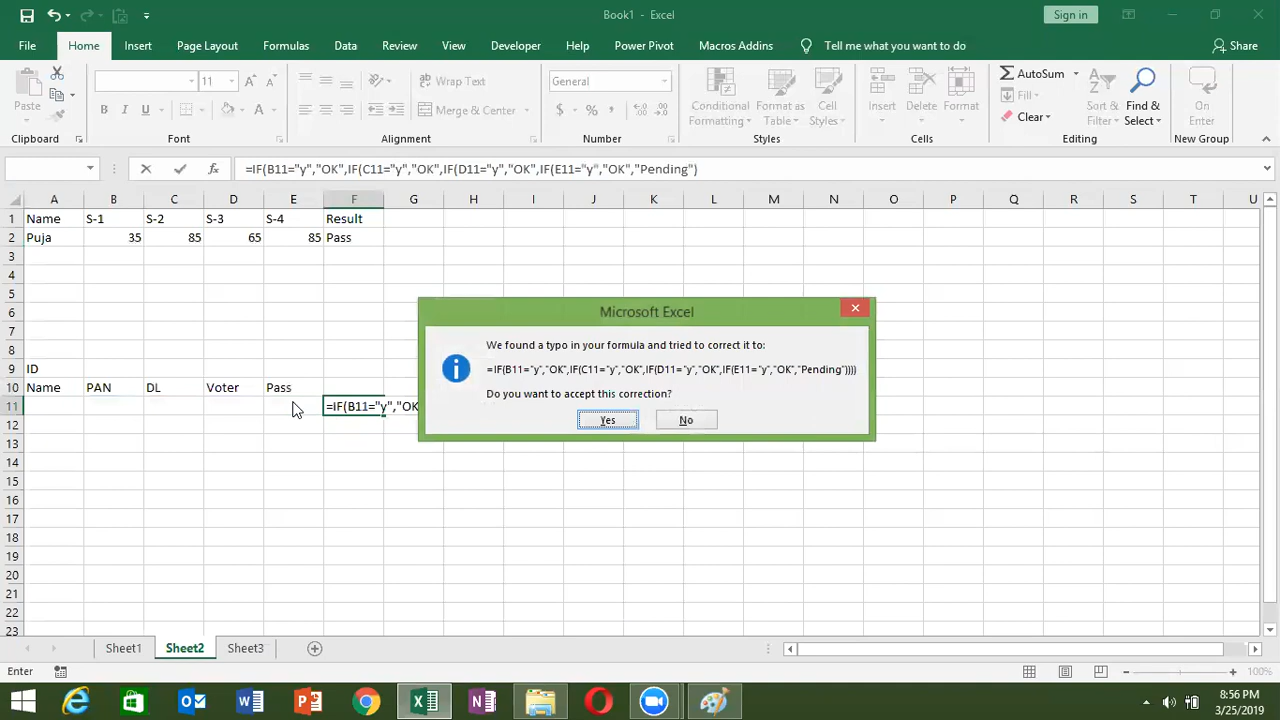 Book1 - Excel
Sign in
File Home Insert Page Layout Formulas Data Review View Developer Help Power Pivot Macros Addins Tell me what you want to do Share
Paste
11
Wrap Text
Merge & Center
General
Conditional Formatting
Format as Table
Cell Styles
Insert
Delete
Format
AutoSum
Fill
Clear
Sort & Filter
Find & Select
On Enter
Clipboard Font Alignment Number Styles Cells Editing New Group
=IF(B11="y","OK",IF(C11="y","OK",IF(D11="y","OK",IF(E11="y","OK","Pending")
A B C D E F G H I J K L M N O P Q R S T U
1 Name S-1 S-2 S-3 S-4 Result
2 Puja 35 85 65 85 Pass
3
4
5
6
7
8
9 ID
10 Name PAN DL Voter Pass
11 =IF(B11="y","OK
12
13
14
15
16
17
18
19
20
21
22
23
Microsoft Excel
We found a typo in your formula and tried to correct it to:
=IF(B11="y","OK",IF(C11="y","OK",IF(D11="y","OK",IF(E11="y","OK","Pending"))))
Do you want to accept this correction?
Yes No
Sheet1 Sheet2 Sheet3
Enter
100%
8:56 PM
3/25/2019